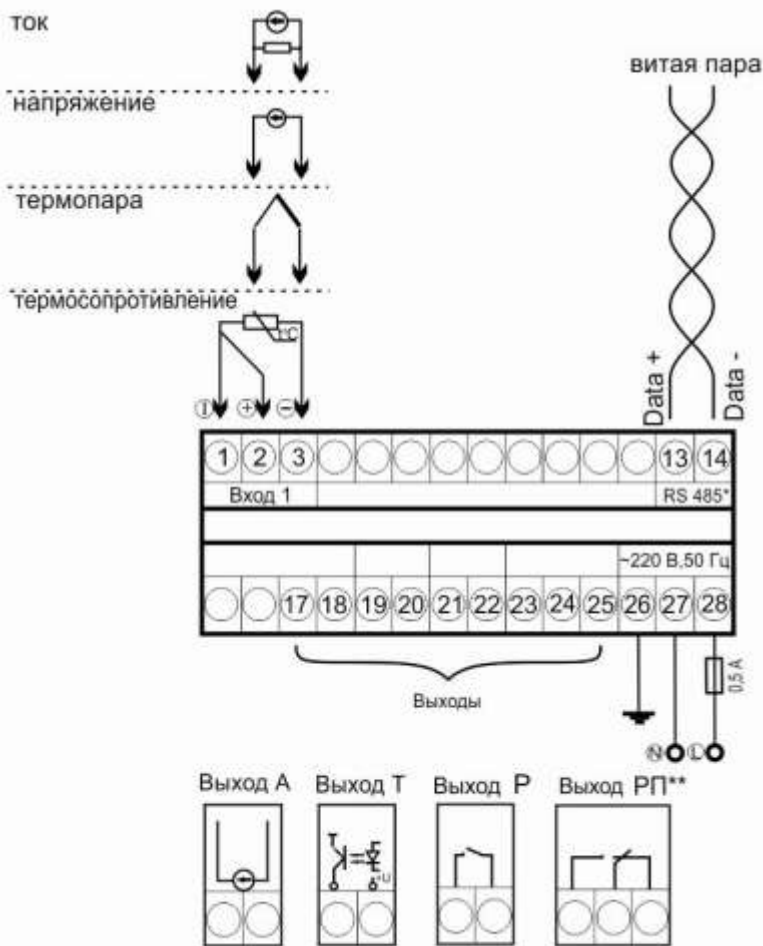 ток
витая пара
напряжение
термопара
термосопротивление
t°C
I + −
Data +
Data -
1 2 3 13 14
Вход 1 RS 485*
~220 В,50 Гц
17 18 19 20 21 22 23 24 25 26 27 28
Выходы
0,5 А
N L
Выход А Выход Т Выход Р Выход РП**
+U